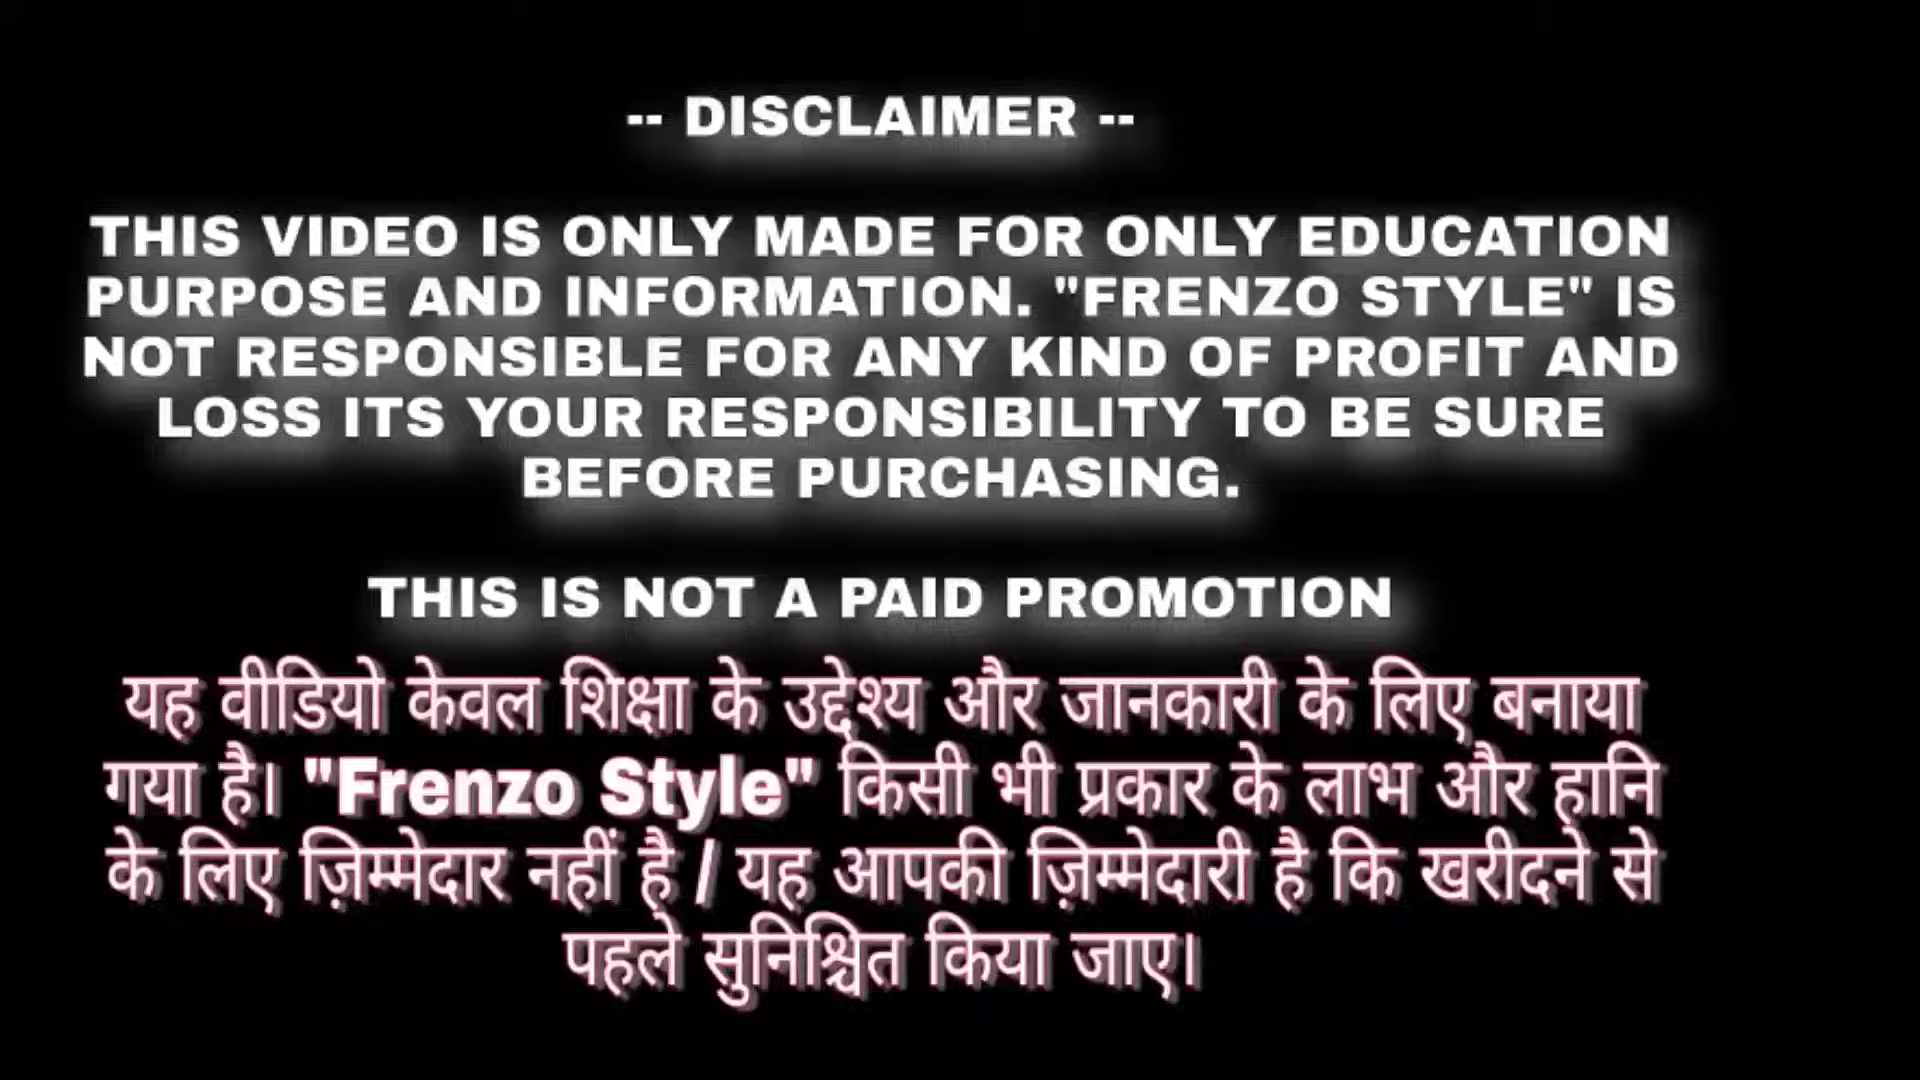 -- DISCLAIMER --
THIS VIDEO IS ONLY MADE FOR ONLY EDUCATION
PURPOSE AND INFORMATION. "FRENZO STYLE" IS
NOT RESPONSIBLE FOR ANY KIND OF PROFIT AND
LOSS ITS YOUR RESPONSIBILITY TO BE SURE
BEFORE PURCHASING.
THIS IS NOT A PAID PROMOTION
यह वीडियो केवल शिक्षा के उद्देश्य और जानकारी के लिए बनाया
गया है। "Frenzo Style" किसी भी प्रकार के लाभ और हानि
के लिए ज़िम्मेदार नहीं है / यह आपकी ज़िम्मेदारी है कि खरीदने से
पहले सुनिश्चित किया जाए।